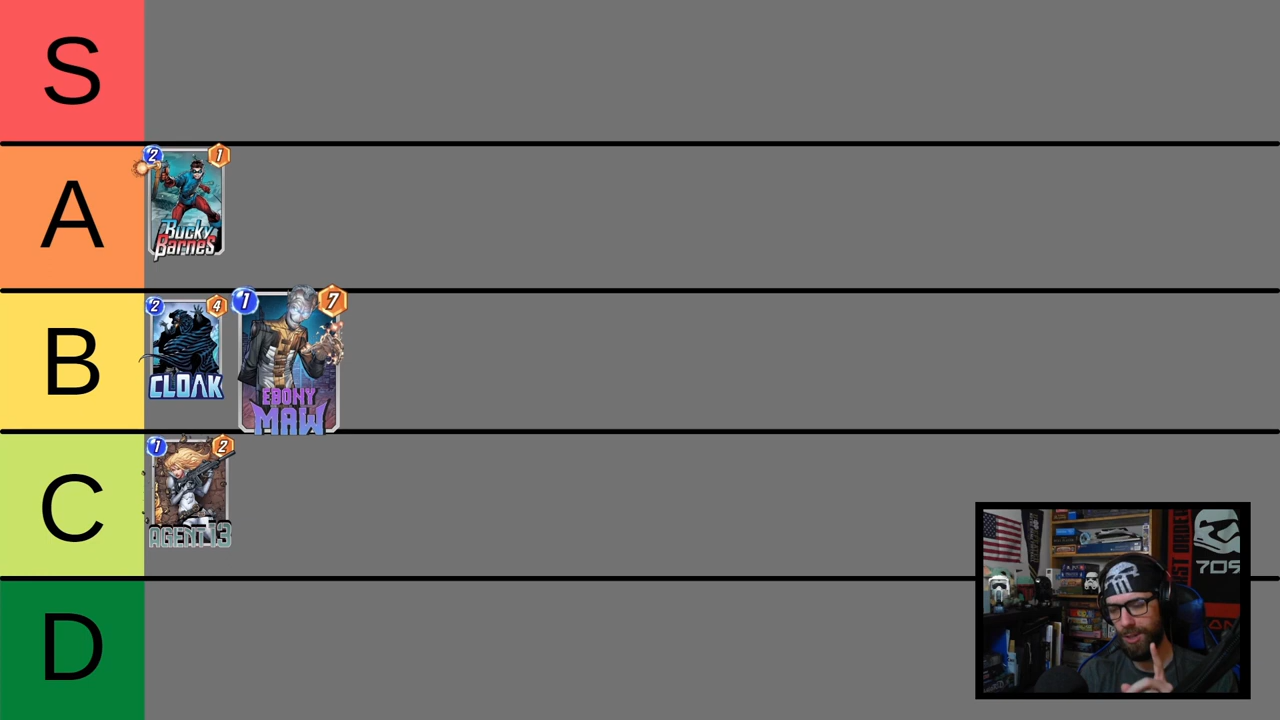 S
A
2 1
Bucky
Barnes
B
2 4
CLOAK
1 7
EBONY
MAW
C
1 2
AGENT 13
D
709